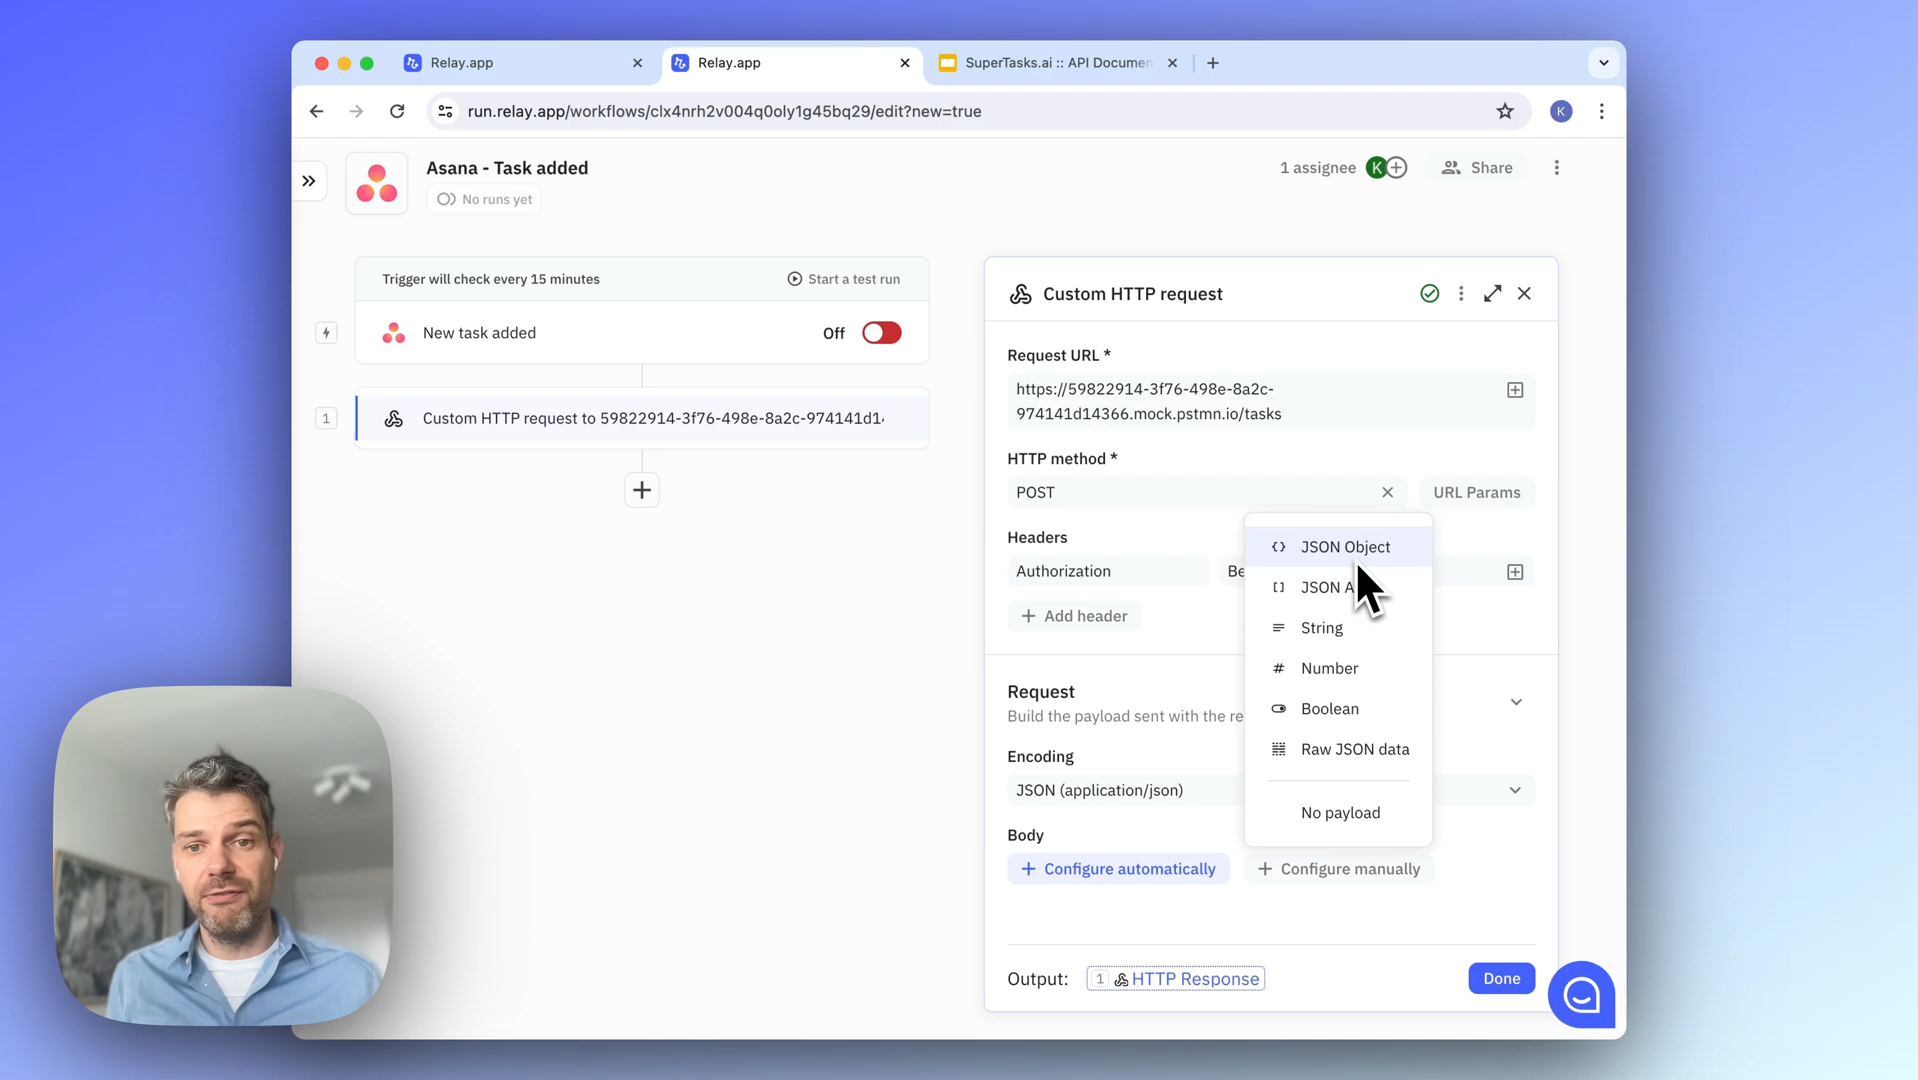 Relay.app
Relay.app
SuperTasks.ai :: API Documen
run.relay.app/workflows/clx4nrh2v004q0oly1g45bq29/edit?new=true
K
Asana - Task added
No runs yet
1 assignee
K
Share
Trigger will check every 15 minutes
Start a test run
New task added
Off
1
Custom HTTP request to 59822914-3f76-498e-8a2c-974141d1
Custom HTTP request
Request URL *
https://59822914-3f76-498e-8a2c-
974141d14366.mock.pstmn.io/tasks
HTTP method *
POST
URL Params
Headers
Authorization
Be
Add header
JSON Object
JSON A
String
Number
Boolean
Raw JSON data
No payload
Request
Build the payload sent with the re
Encoding
JSON (application/json)
Body
Configure automatically
Configure manually
Output:
1
HTTP Response
Done